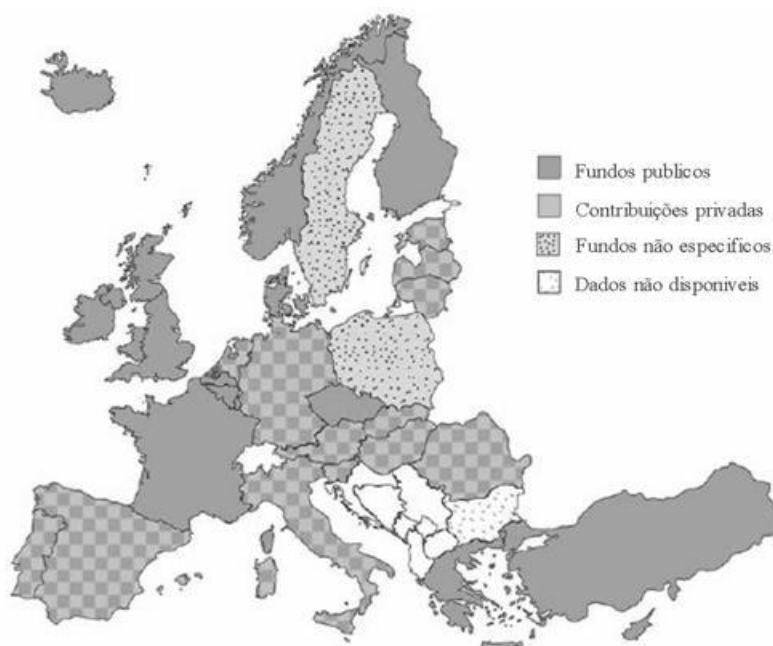 Fundos publicos
Contribuições privadas
Fundos não especificos
Dados não disponiveis